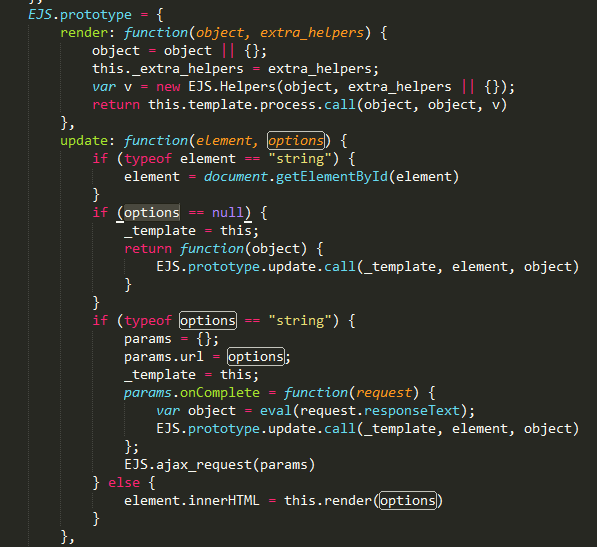 EJS.prototype = {
render: function(object, extra_helpers) {
object = object || {};
this._extra_helpers = extra_helpers;
var v = new EJS.Helpers(object, extra_helpers || {});
return this.template.process.call(object, object, v)
},
update: function(element, options) {
if (typeof element == "string") {
element = document.getElementById(element)
}
if (options == null) {
_template = this;
return function(object) {
EJS.prototype.update.call(_template, element, object)
}
}
if (typeof options == "string") {
params = {};
params.url = options;
_template = this;
params.onComplete = function(request) {
var object = eval(request.responseText);
EJS.prototype.update.call(_template, element, object)
};
EJS.ajax_request(params)
} else {
element.innerHTML = this.render(options)
}
},